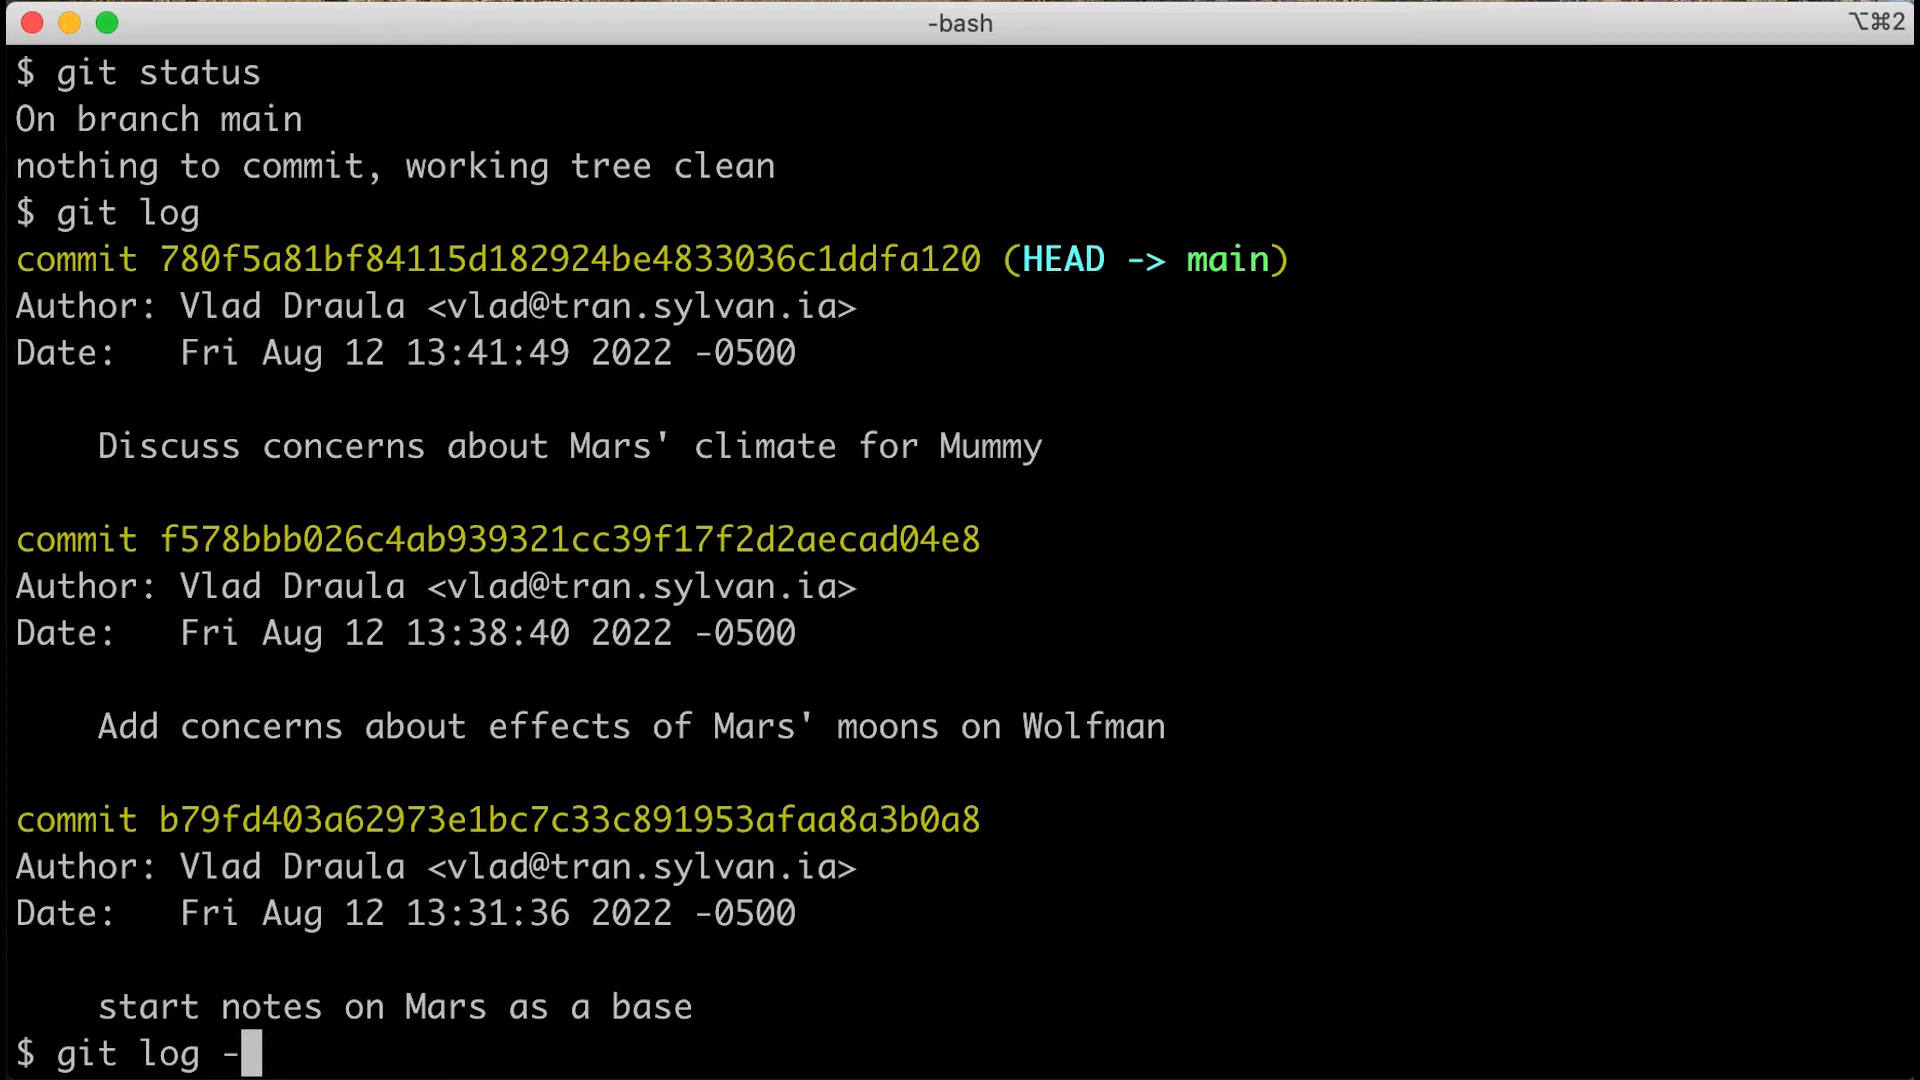 -bash
⌥⌘2
$ git status
On branch main
nothing to commit, working tree clean
$ git log
commit 780f5a81bf84115d182924be4833036c1ddfa120 (HEAD -> main)
Author: Vlad Draula <vlad@tran.sylvan.ia>
Date:   Fri Aug 12 13:41:49 2022 -0500
    Discuss concerns about Mars' climate for Mummy
commit f578bbb026c4ab939321cc39f17f2d2aecad04e8
Author: Vlad Draula <vlad@tran.sylvan.ia>
Date:   Fri Aug 12 13:38:40 2022 -0500
    Add concerns about effects of Mars' moons on Wolfman
commit b79fd403a62973e1bc7c33c891953afaa8a3b0a8
Author: Vlad Draula <vlad@tran.sylvan.ia>
Date:   Fri Aug 12 13:31:36 2022 -0500
    start notes on Mars as a base
$ git log -